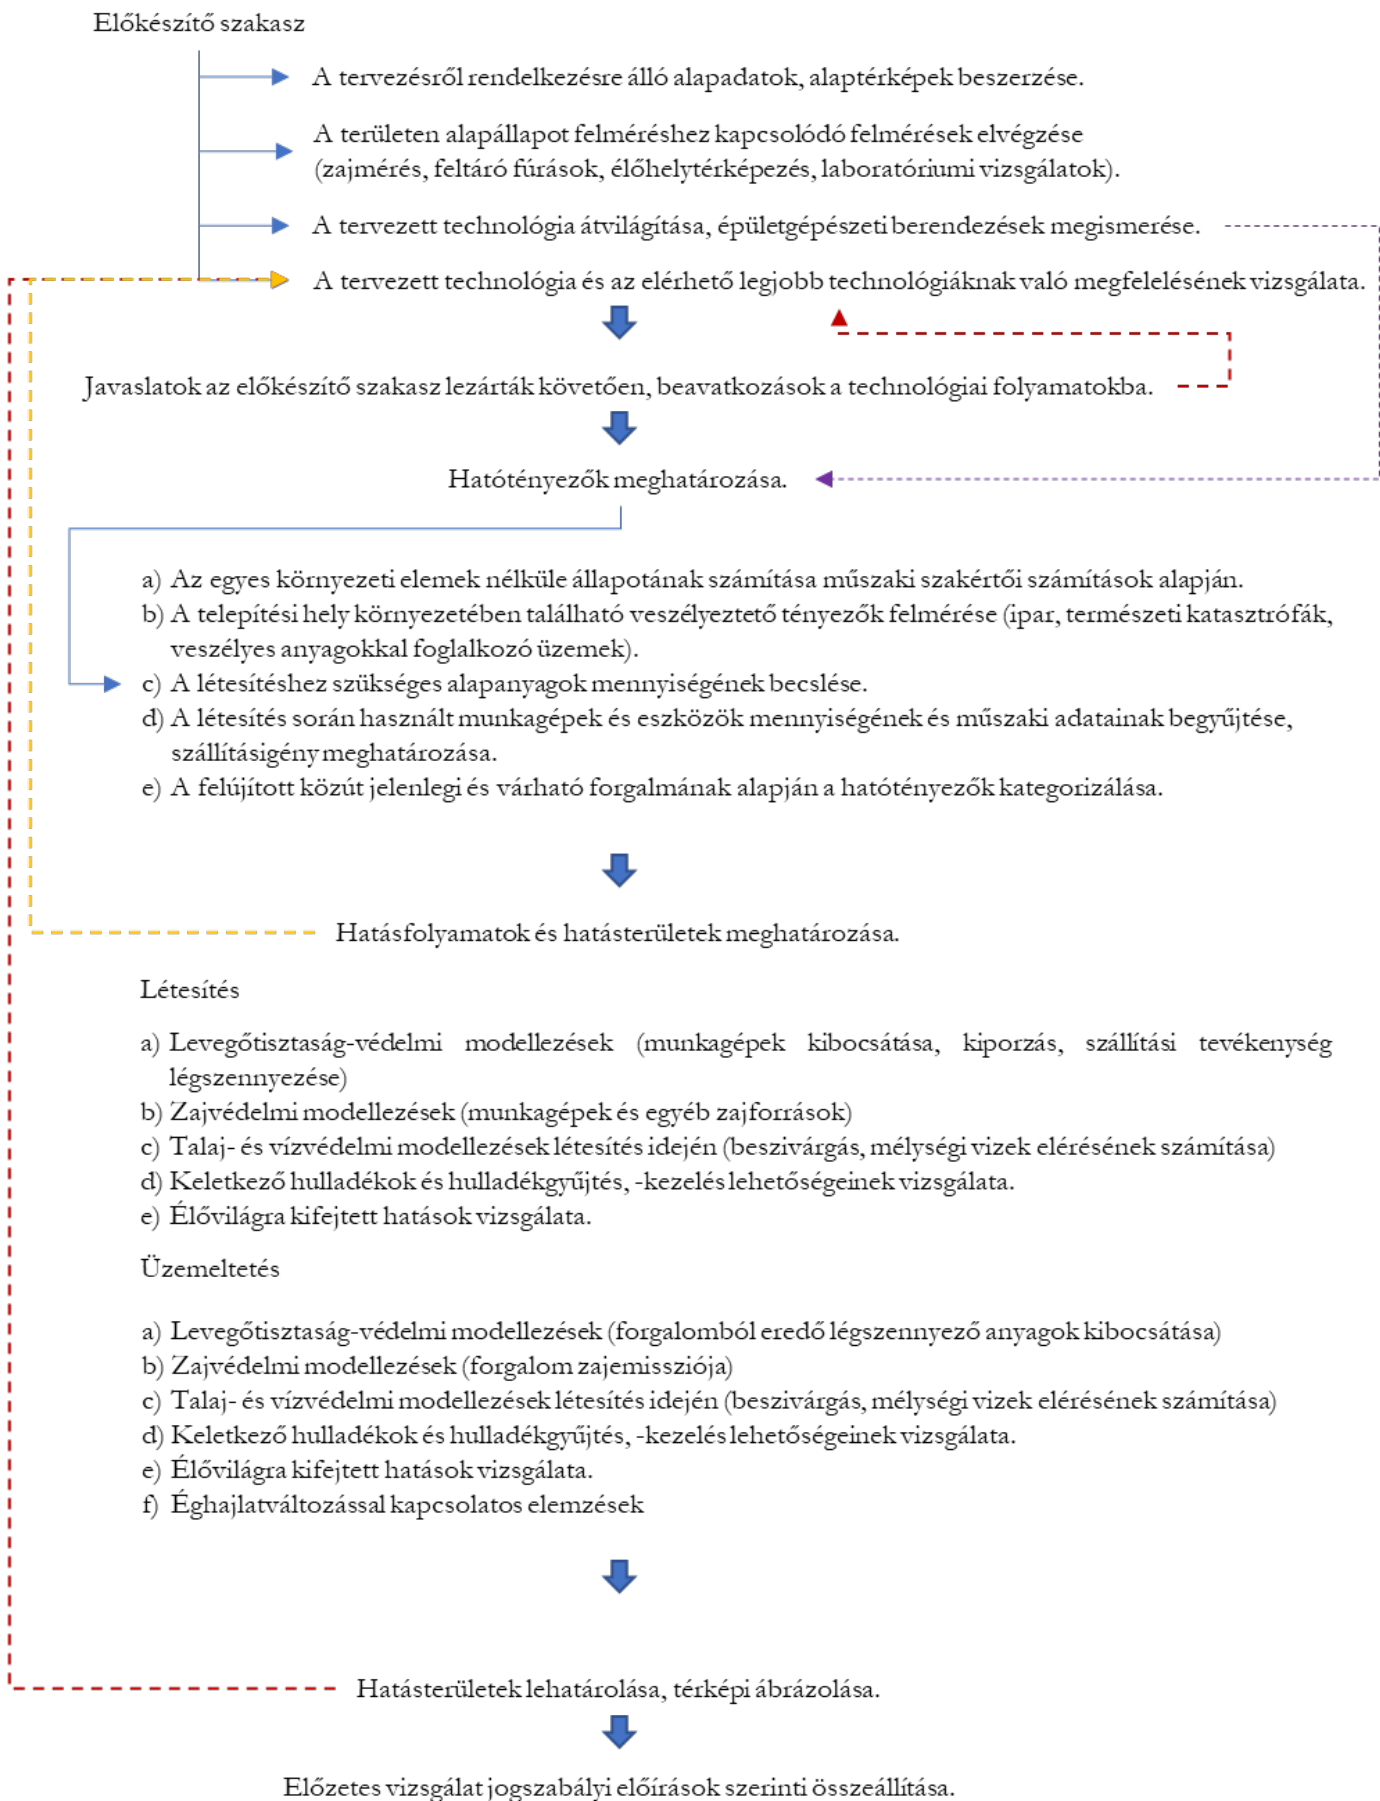 Előkészítő szakasz
A tervezésről rendelkezésre álló alapadatok, alaptérképek beszerzése.
A területen alapállapot felméréshez kapcsolódó felmérések elvégzése
(zajmérés, feltáró fúrások, élőhelytérképezés, laboratóriumi vizsgálatok).
A tervezett technológia átvilágítása, épületgépészeti berendezések megismerése.
A tervezett technológia és az elérhető legjobb technológiáknak való megfelelésének vizsgálata.
Javaslatok az előkészítő szakasz lezárták követően, beavatkozások a technológiai folyamatokba.
Hatótényezők meghatározása.
a) Az egyes környezeti elemek nélküle állapotának számítása műszaki szakértői számítások alapján.
b) A telepítési hely környezetében található veszélyeztető tényezők felmérése (ipar, természeti katasztrófák,
veszélyes anyagokkal foglalkozó üzemek).
c) A létesítéshez szükséges alapanyagok mennyiségének becslése.
d) A létesítés során használt munkagépek és eszközök mennyiségének és műszaki adatainak begyűjtése,
szállításigény meghatározása.
e) A felújított közút jelenlegi és várható forgalmának alapján a hatótényezők kategorizálása.
Hatásfolyamatok és hatásterületek meghatározása.
Létesítés
a) Levegőtisztaság-védelmi modellezések (munkagépek kibocsátása, kiporzás, szállítási tevékenység
légszennyezése)
b) Zajvédelmi modellezések (munkagépek és egyéb zajforrások)
c) Talaj- és vízvédelmi modellezések létesítés idején (beszivárgás, mélységi vizek elérésének számítása)
d) Keletkező hulladékok és hulladékgyűjtés, -kezelés lehetőségeinek vizsgálata.
e) Élővilágra kifejtett hatások vizsgálata.
Üzemeltetés
a) Levegőtisztaság-védelmi modellezések (forgalomból eredő légszennyező anyagok kibocsátása)
b) Zajvédelmi modellezések (forgalom zajemissziója)
c) Talaj- és vízvédelmi modellezések létesítés idején (beszivárgás, mélységi vizek elérésének számítása)
d) Keletkező hulladékok és hulladékgyűjtés, -kezelés lehetőségeinek vizsgálata.
e) Élővilágra kifejtett hatások vizsgálata.
f) Éghajlatváltozással kapcsolatos elemzések
Hatásterületek lehatárolása, térképi ábrázolása.
Előzetes vizsgálat jogszabályi előírások szerinti összeállítása.